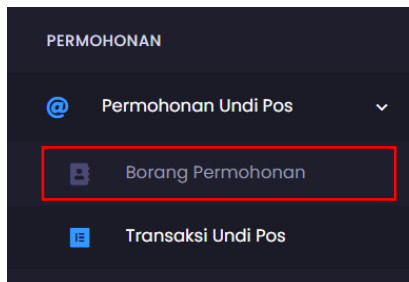 PERMOHONAN
Permohonan Undi Pos
Borang Permohonan
Transaksi Undi Pos